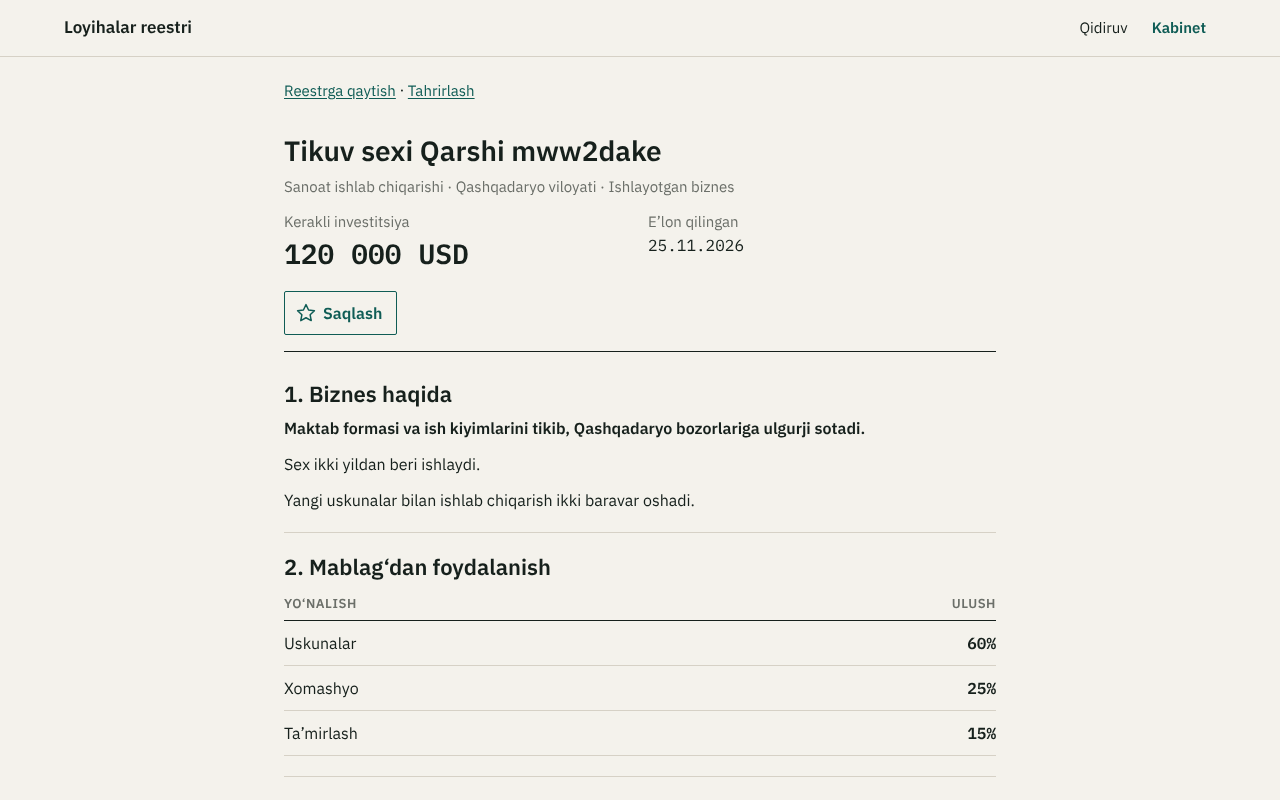 Loyihalar reestri
Qidiruv
Kabinet
Reestrga qaytish · Tahrirlash
Tikuv sexi Qarshi mww2dake
Sanoat ishlab chiqarishi · Qashqadaryo viloyati · Ishlayotgan biznes
Kerakli investitsiya
120 000 USD
E’lon qilingan
25.11.2026
Saqlash
1. Biznes haqida
Maktab formasi va ish kiyimlarini tikib, Qashqadaryo bozorlariga ulgurji sotadi.
Sex ikki yildan beri ishlaydi.
Yangi uskunalar bilan ishlab chiqarish ikki baravar oshadi.
2. Mablag‘dan foydalanish
YO‘NALISH ULUSH
Uskunalar 60%
Xomashyo 25%
Ta’mirlash 15%